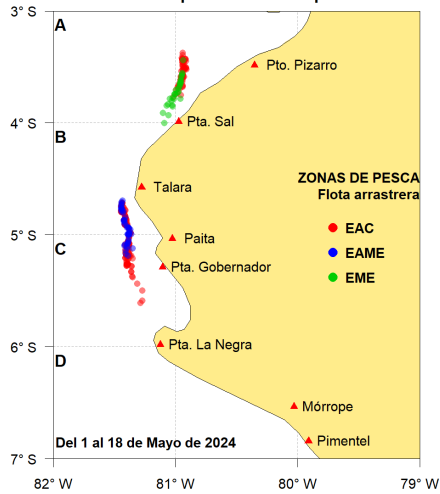 3° S
A
Pto. Pizarro
4° S
Pta. Sal
B
ZONAS DE PESCA
Flota arrastrera
Talara
EAC
5° S
Paita
C
EAME
Pta. Gobernador
EME
6° S
Pta. La Negra
D
Mórrope
Del 1 al 18 de Mayo de 2024
Pimentel
7° S
82° W
81° W
80° W
79° W